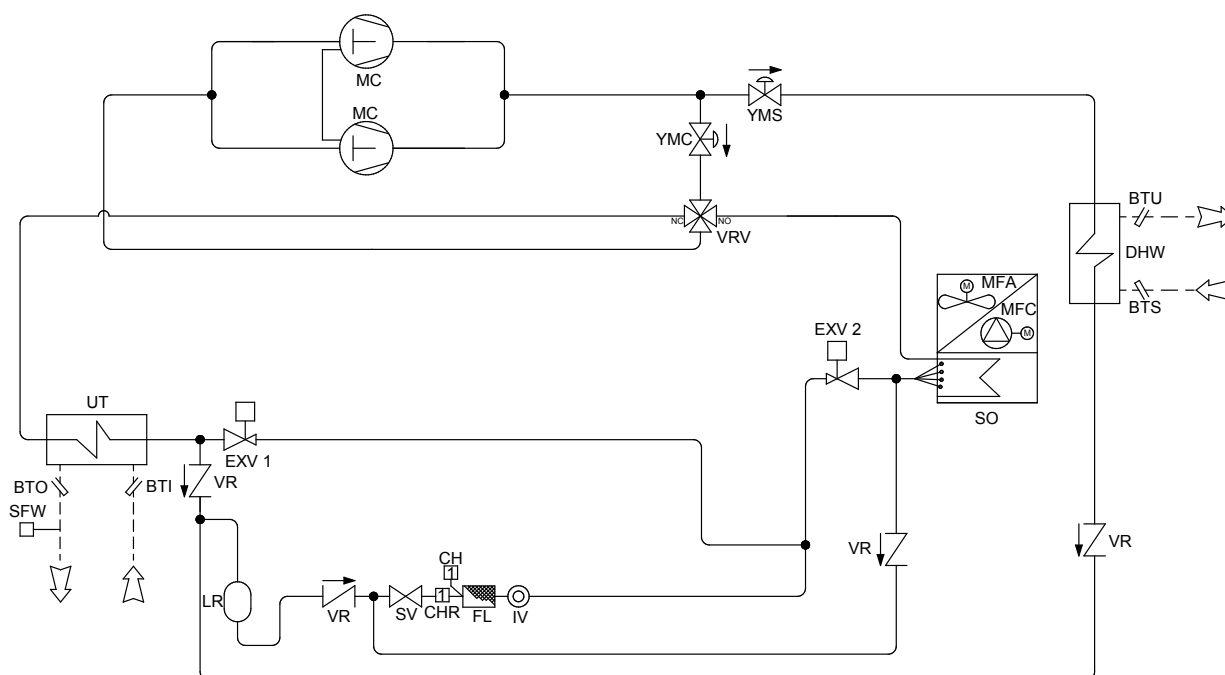 MC
MC
YMS
YMC
NC
NO
VRV
BTU
DHW
BTS
MFA
M
MFC
M
EXV 2
SO
UT
EXV 1
BTO
BTI
VR
SFW
VR
VR
CH
1
LR
VR
SV
1
CHR
FL
IV